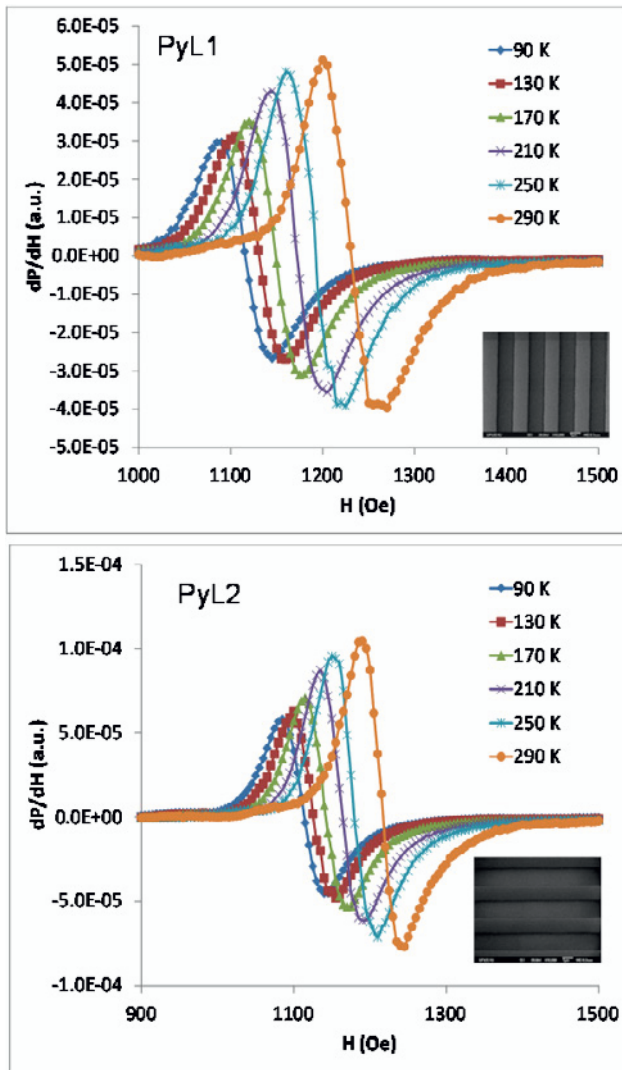 PyL1
6.0E-05
5.0E-05
4.0E-05
3.0E-05
2.0E-05
1.0E-05
0.0E+00
-1.0E-05
-2.0E-05
-3.0E-05
-4.0E-05
-5.0E-05
dP/dH (a.u.)
90 K
130 K
170 K
210 K
250 K
290 K
1000 1100 1200 1300 1400 1500
H (Oe)
PyL2
1.5E-04
1.0E-04
5.0E-05
0.0E+00
-5.0E-05
-1.0E-04
dP/dH (a.u.)
90 K
130 K
170 K
210 K
250 K
290 K
900 1100 1300 1500
H (Oe)